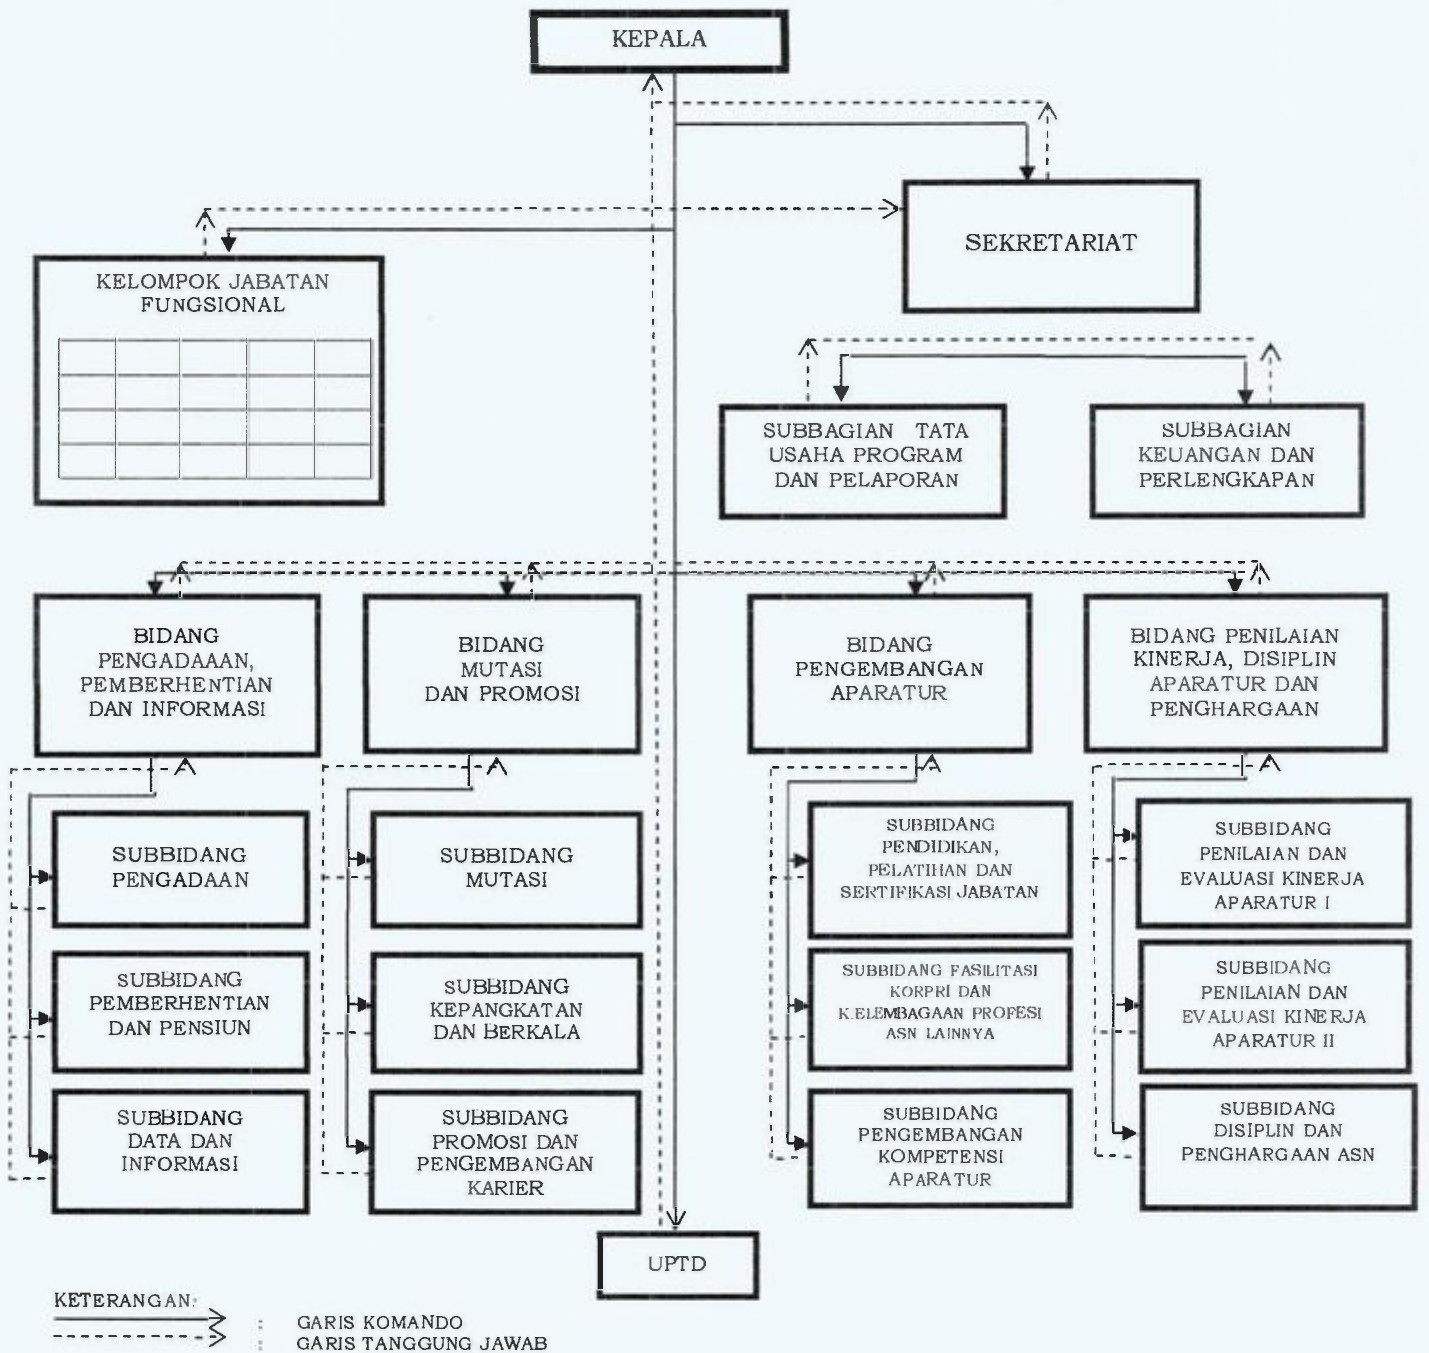 KEPALA
SEKRETARIAT
KELOMPOK JABATAN
FUNGSIONAL
SUBBAGIAN TATA
USAHA PROGRAM
DAN PELAPORAN
SUBBAGIAN
KEUANGAN DAN
PERLENGKAPAN
BIDANG
PENGADAAAN,
PEMBERHENTIAN
DAN INFORMASI
BIDANG
MUTASI
DAN PROMOSI
BIDANG
PENGEMBANGAN
APARATUR
BIDANG PENILAIAN
KINERJA, DISIPLIN
APARATUR DAN
PENGHARGAAN
SUBBIDANG
PENGADAAN
SUBBIDANG
MUTASI
SUBBIDANG
PENDIDIKAN,
PELATIHAN DAN
SERTIFIKASI JABATAN
SUBBIDANG
PENILAIAN DAN
EVALUASI KINERJA
APARATUR I
SUBBIDANG
PEMBERHENTIAN
DAN PENSIUN
SUBBIDANG
KEPANGKATAN
DAN BERKALA
SUBBIDANG FASILITASI
KORPRI DAN
K.ELEMBAGAAN PROFESI
ASN LAINNYA
SUBBIDANG
PENILAIAN DAN
EVALUASI KINERJA
APARATUR II
SUBBIDANG
DATA DAN
INFORMASI
SUBBIDANG
PROMOSI DAN
PENGEMBANGAN
KARIER
SUBBIDANG
PENGEMBANGAN
KOMPETENSI
APARATUR
SUBBIDANG
DISIPLIN DAN
PENGHARGAAN ASN
UPTD
KETERANGAN:
: GARIS KOMANDO
: GARIS TANGGUNG JAWAB